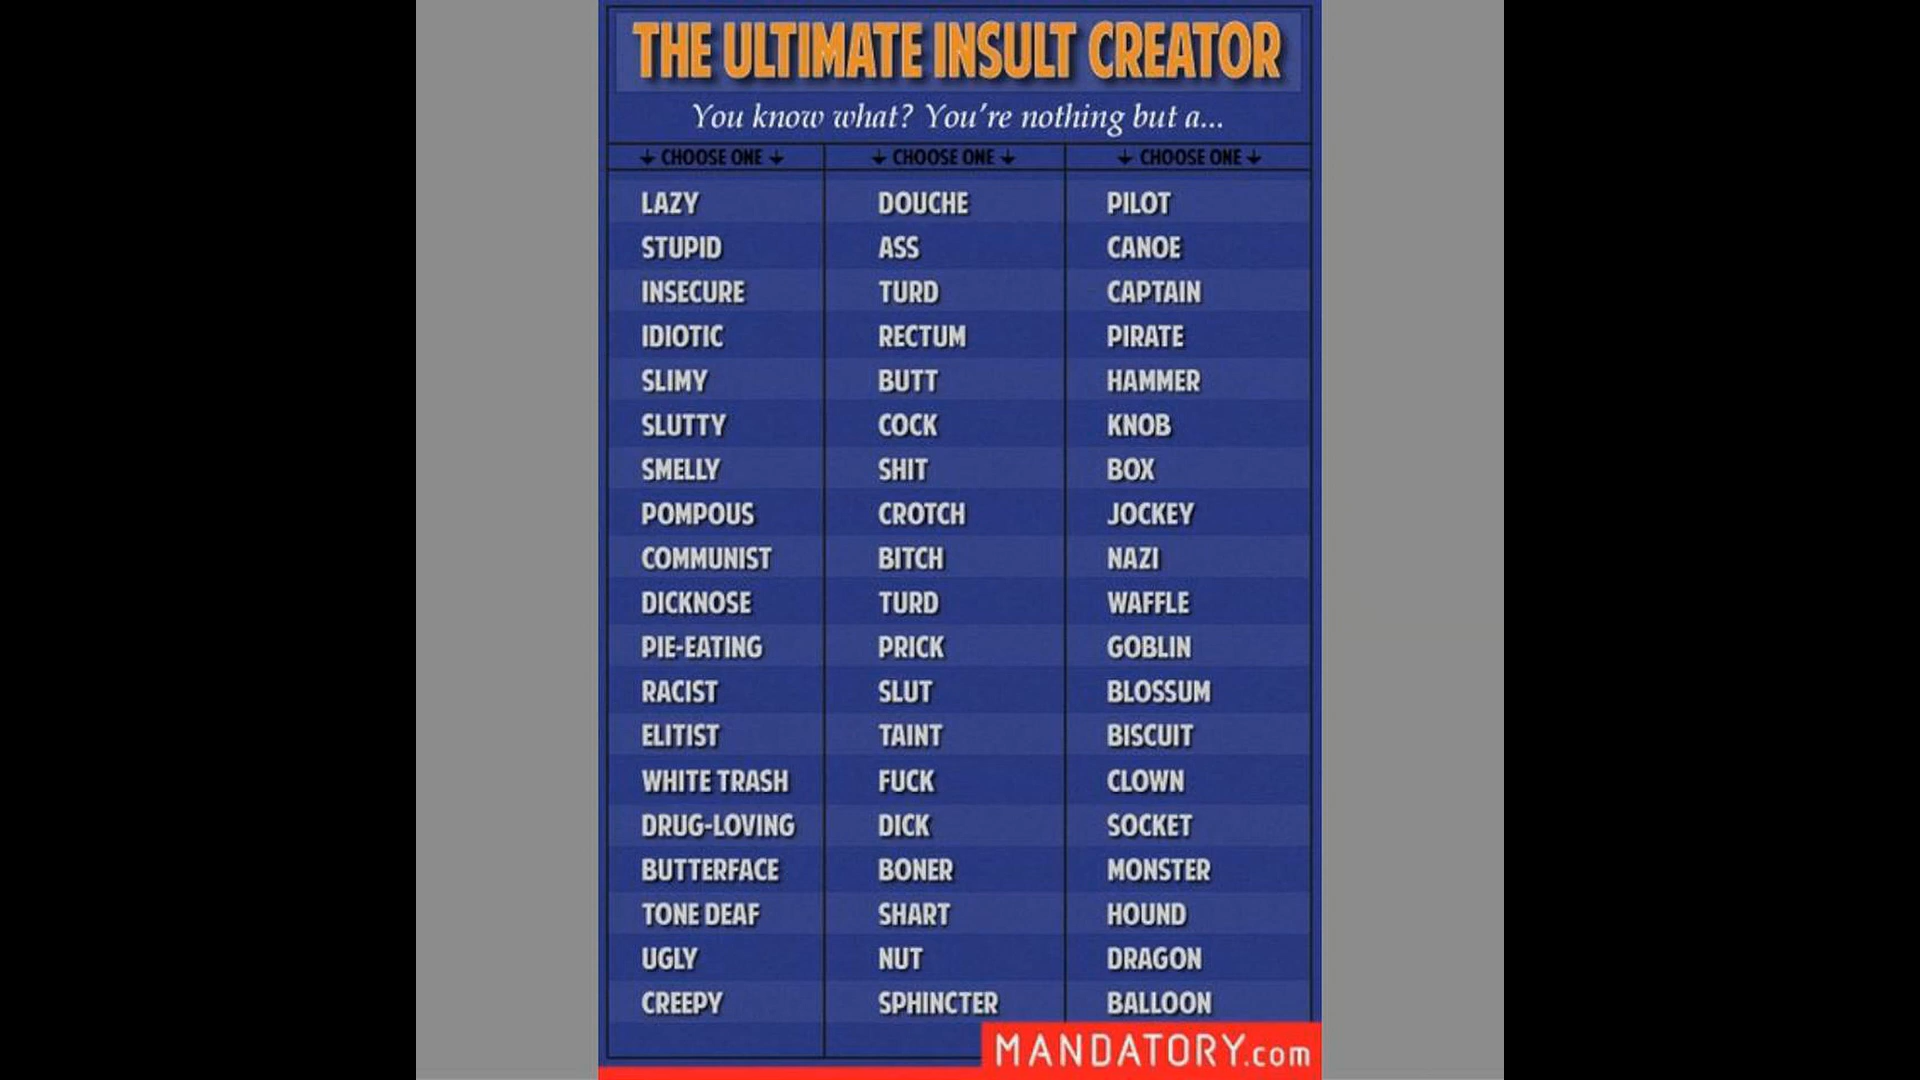 THE ULTIMATE INSULT CREATOR
You know what? You're nothing but a...
↓ CHOOSE ONE ↓ ↓ CHOOSE ONE ↓ ↓ CHOOSE ONE ↓
LAZY DOUCHE PILOT
STUPID ASS CANOE
INSECURE TURD CAPTAIN
IDIOTIC RECTUM PIRATE
SLIMY BUTT HAMMER
SLUTTY COCK KNOB
SMELLY SHIT BOX
POMPOUS CROTCH JOCKEY
COMMUNIST BITCH NAZI
DICKNOSE TURD WAFFLE
PIE-EATING PRICK GOBLIN
RACIST SLUT BLOSSUM
ELITIST TAINT BISCUIT
WHITE TRASH FUCK CLOWN
DRUG-LOVING DICK SOCKET
BUTTERFACE BONER MONSTER
TONE DEAF SHART HOUND
UGLY NUT DRAGON
CREEPY SPHINCTER BALLOON
MANDATORY.com